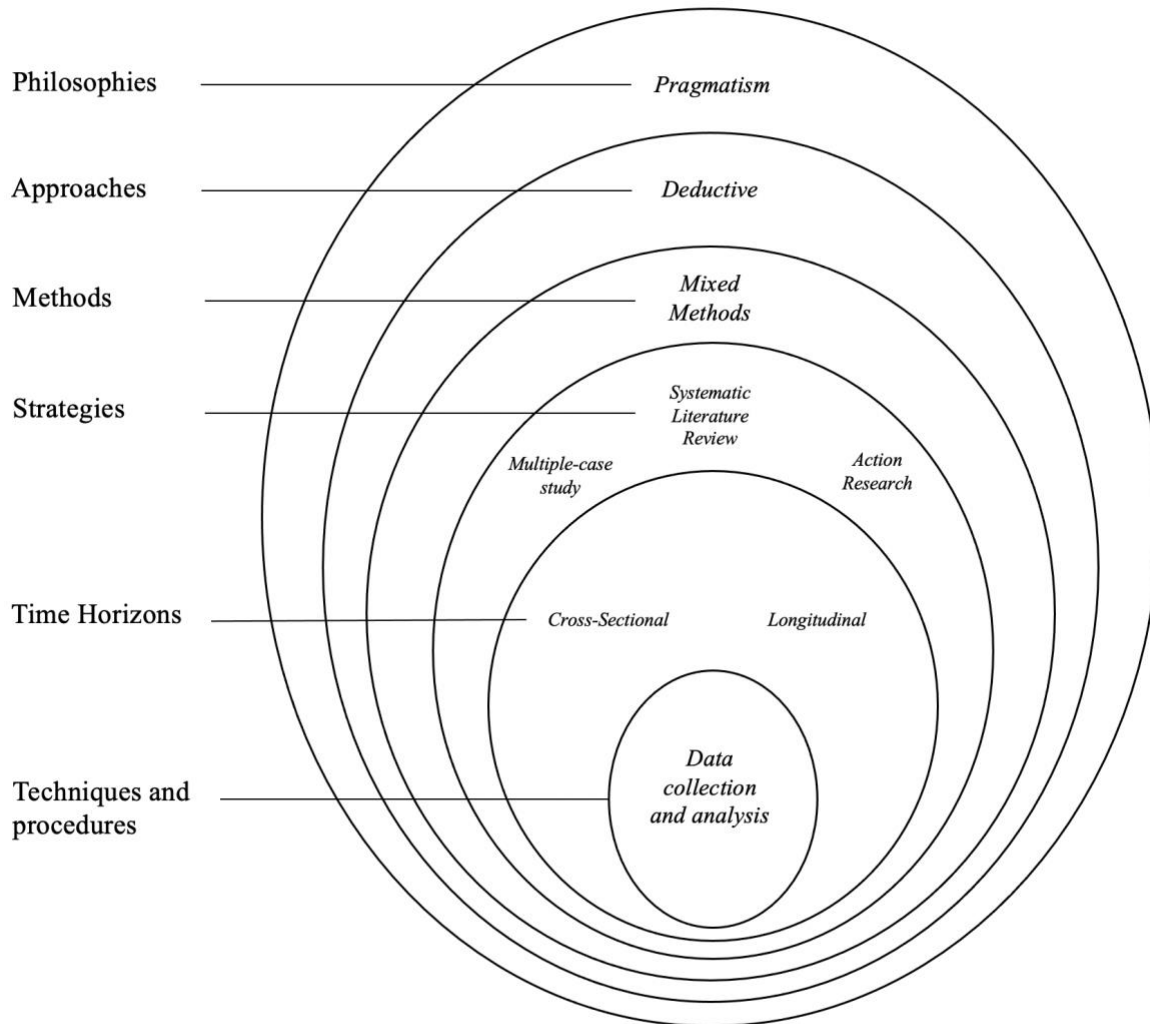 Philosophies
Pragmatism
Approaches
Deductive
Methods
Mixed
Methods
Strategies
Systematic
Literature
Review
Multiple-case
study
Action
Research
Time Horizons
Cross-Sectional
Longitudinal
Techniques and
procedures
Data
collection
and analysis